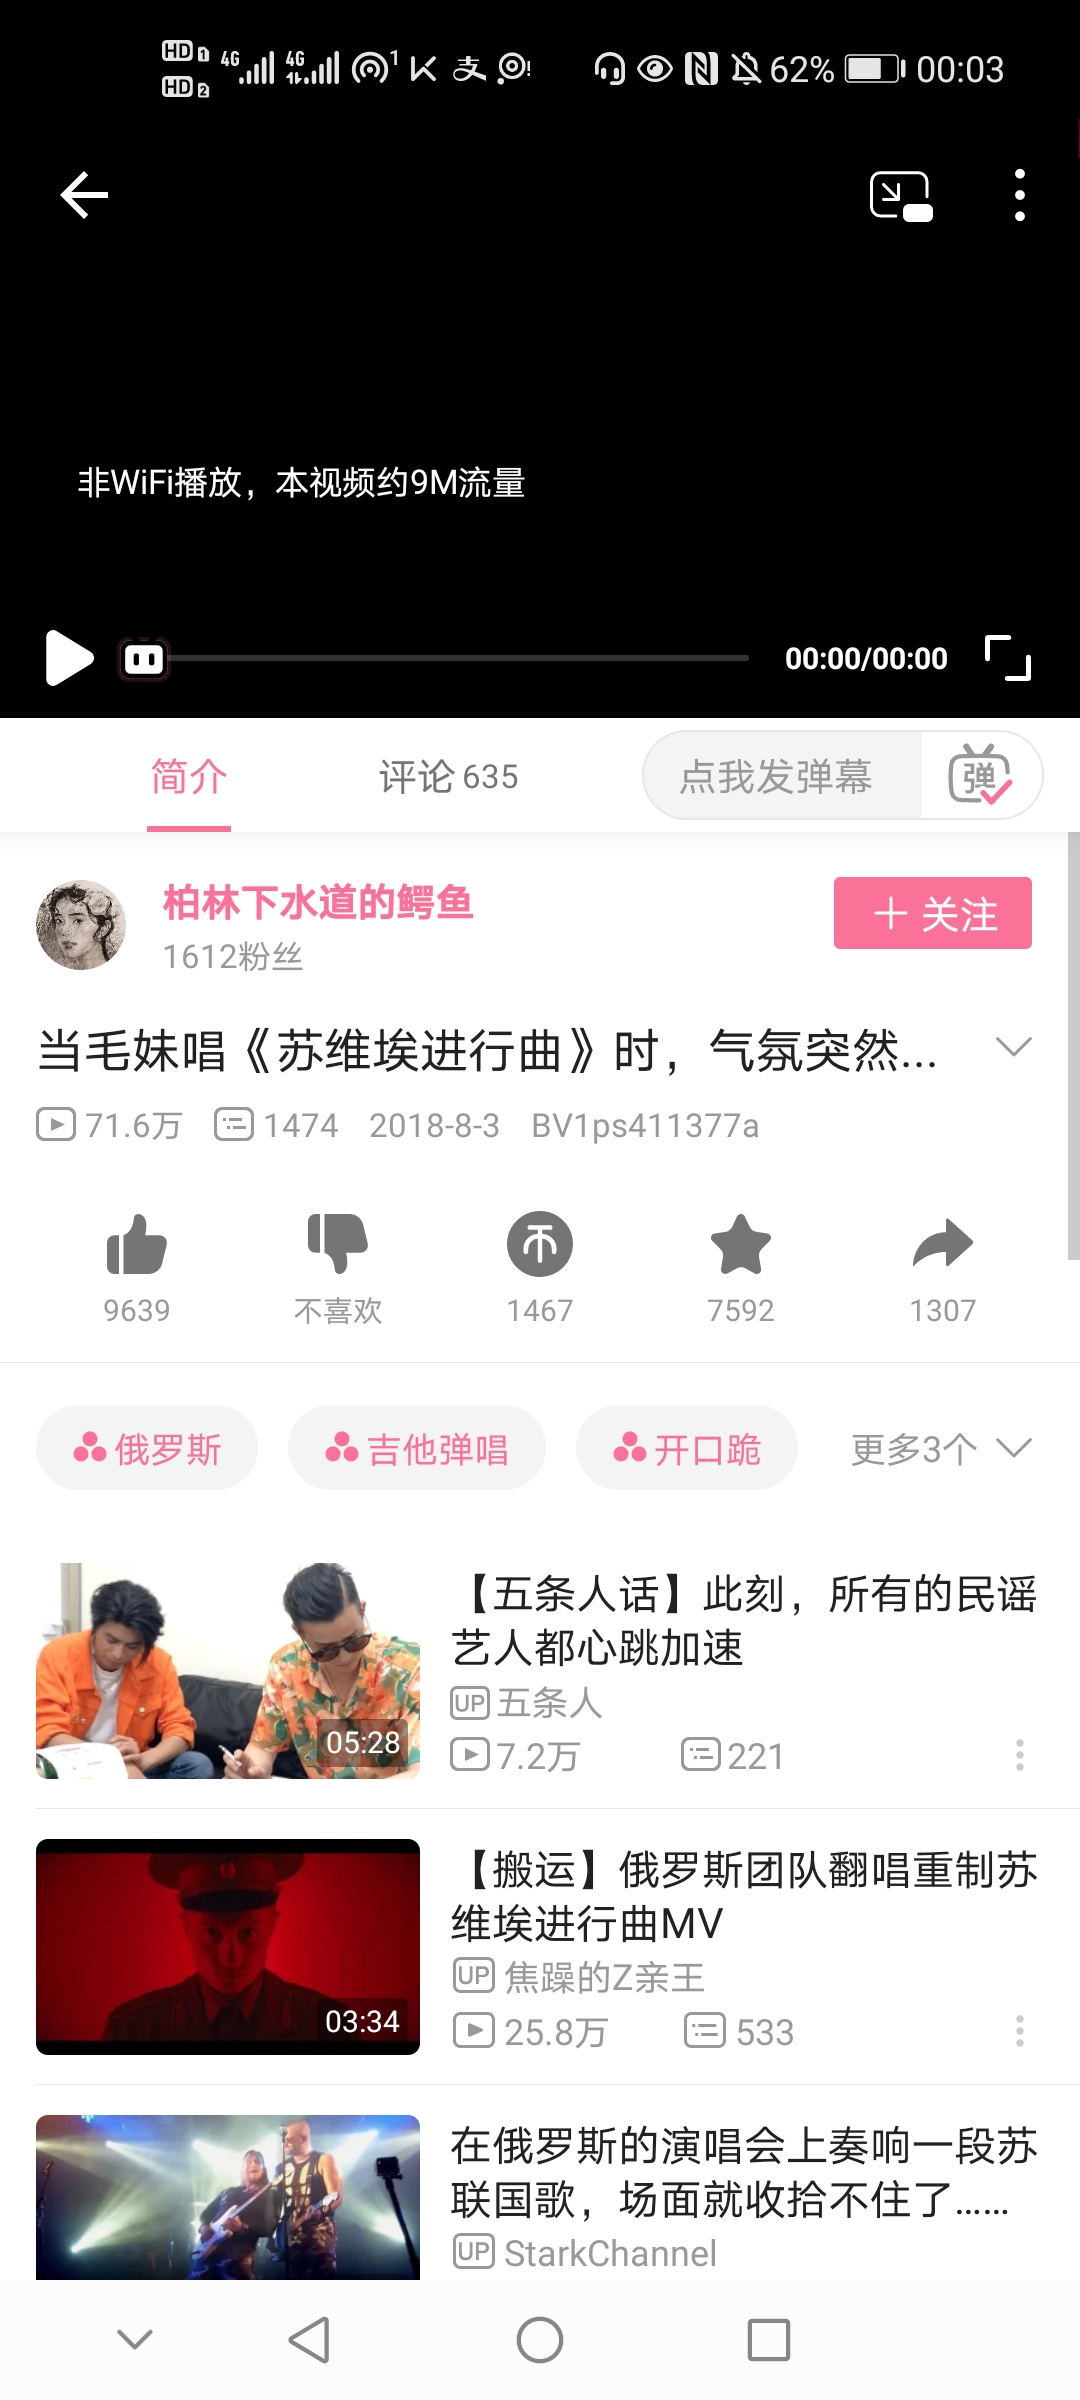 HD 1 4G 4G 1 62% 00:03
HD 2
非WiFi播放，本视频约9M流量
00:00/00:00
简介 评论 635 点我发弹幕 弹
柏林下水道的鳄鱼
1612粉丝
+ 关注
当毛妹唱《苏维埃进行曲》时，气氛突然...
71.6万 1474 2018-8-3 BV1ps411377a
9639 不喜欢 1467 7592 1307
俄罗斯 吉他弹唱 开口跪 更多3个
05:28
【五条人话】此刻，所有的民谣
艺人都心跳加速
UP 五条人
7.2万 221
03:34
【搬运】俄罗斯团队翻唱重制苏
维埃进行曲MV
UP 焦躁的Z亲王
25.8万 533
在俄罗斯的演唱会上奏响一段苏
联国歌，场面就收拾不住了……
UP StarkChannel